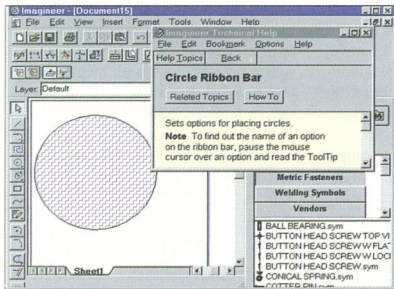 Imagineer - [Document15]
File Edit View Insert Format Tools Window Help
Imagineer Technical Help
File Edit Bookmark Options Help
Help Topics Back
Layer: Default
Circle Ribbon Bar
Related Topics How To
Sets options for placing circles.
Note To find out the name of an option
on the ribbon bar, pause the mouse
cursor over an option and read the ToolTip
Metric Fasteners
Welding Symbols
Vendors
BALL BEARING.sym
BUTTON HEAD SCREW TOP VI
BUTTON HEAD SCREW W FLA
BUTTON HEAD SCREW W LOCI
BUTTON HEAD SCREW.sym
CONICAL SPRING.sym
COTTER PIN.sym
Sheet1